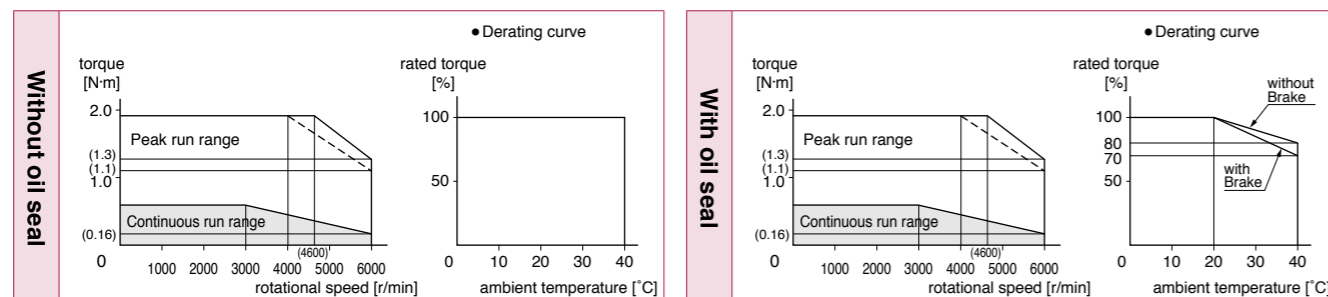 Without oil seal
● Derating curve
torque
[N·m]
2.0
(1.3)
(1.1)
1.0
(0.16)
0
Peak run range
Continuous run range
(4600)
1000 2000 3000 4000 5000 6000
rotational speed [r/min]
rated torque
[%]
100
50
0 10 20 30 40
ambient temperature [˚C]
With oil seal
● Derating curve
torque
[N·m]
2.0
(1.3)
(1.1)
1.0
(0.16)
0
Peak run range
Continuous run range
(4600)
1000 2000 3000 4000 5000 6000
rotational speed [r/min]
rated torque
[%]
without
Brake
100
80
70
50
with
Brake
0 10 20 30 40
ambient temperature [˚C]